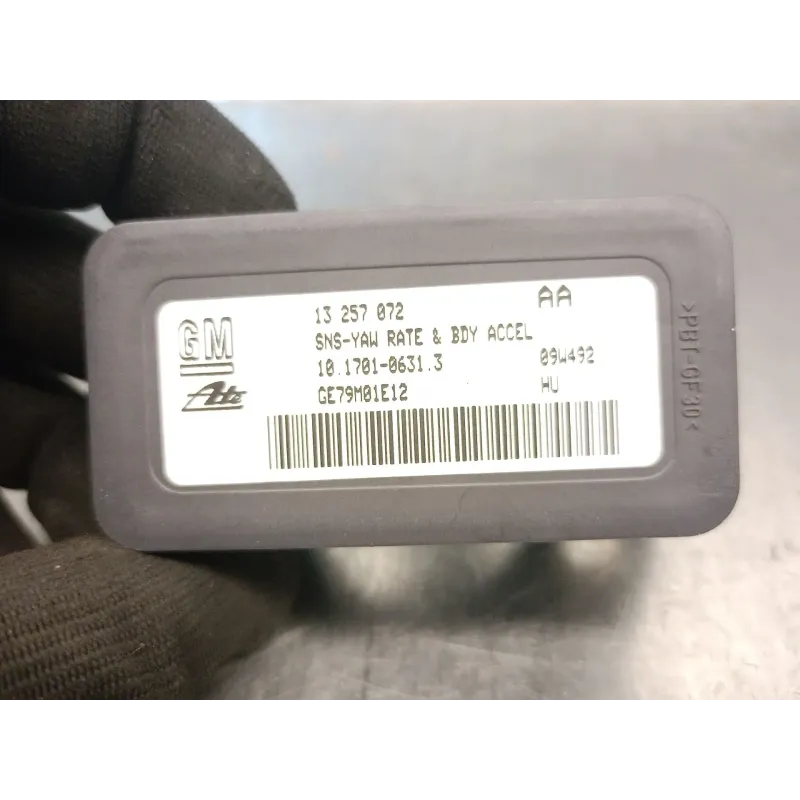 GM
Ate
13 257 072 AA
SNS-YAW RATE & BDY ACCEL
10.1701-0631.3 09W492
GE79M01E12 HU
>PBT-GF30<